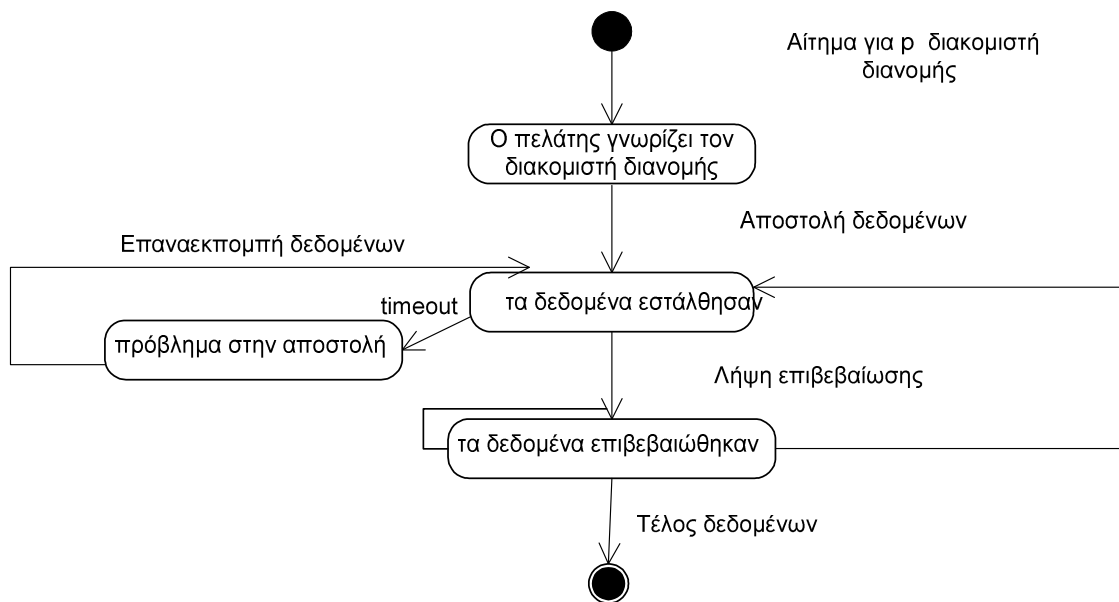 Αίτημα για p διακομιστή
διανομής
Ο πελάτης γνωρίζει τον
διακομιστή διανομής
Αποστολή δεδομένων
Επαναεκπομπή δεδομένων
τα δεδομένα εστάλθησαν
timeout
πρόβλημα στην αποστολή
Λήψη επιβεβαίωσης
τα δεδομένα επιβεβαιώθηκαν
Τέλος δεδομένων